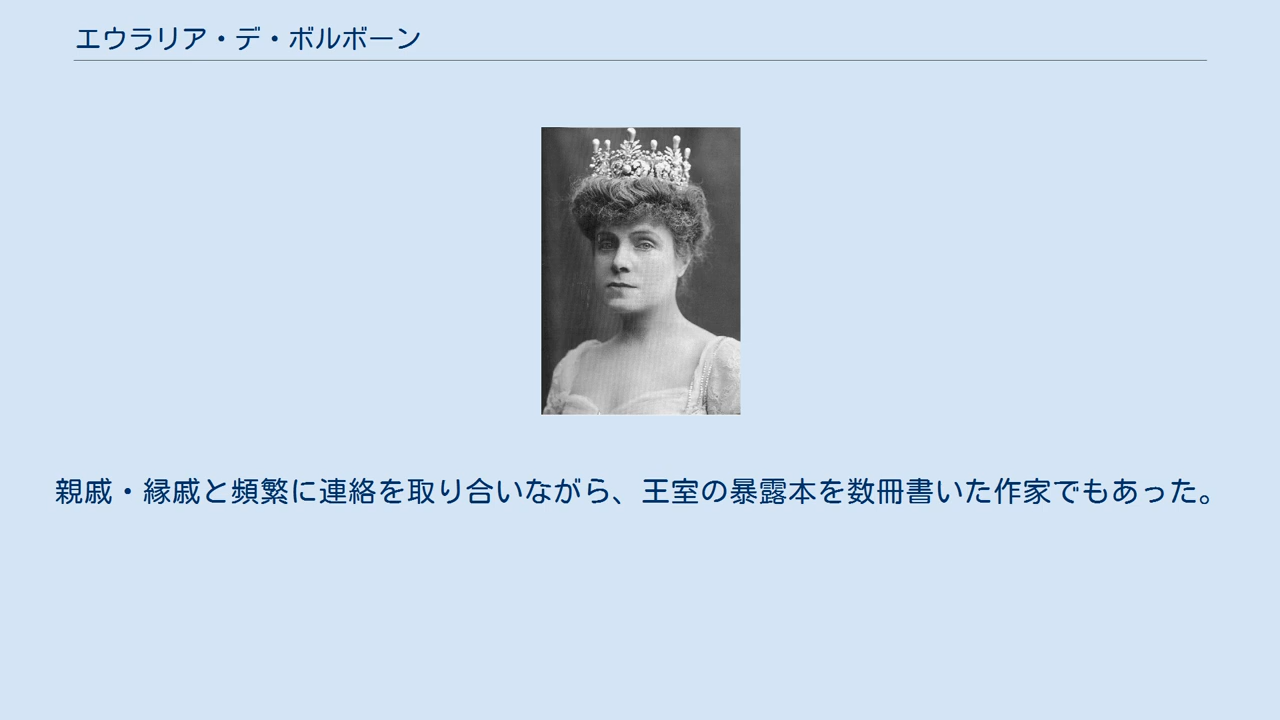 エウラリア・デ・ボルボーン
親戚・縁戚と頻繁に連絡を取り合いながら、王室の暴露本を数冊書いた作家でもあった。